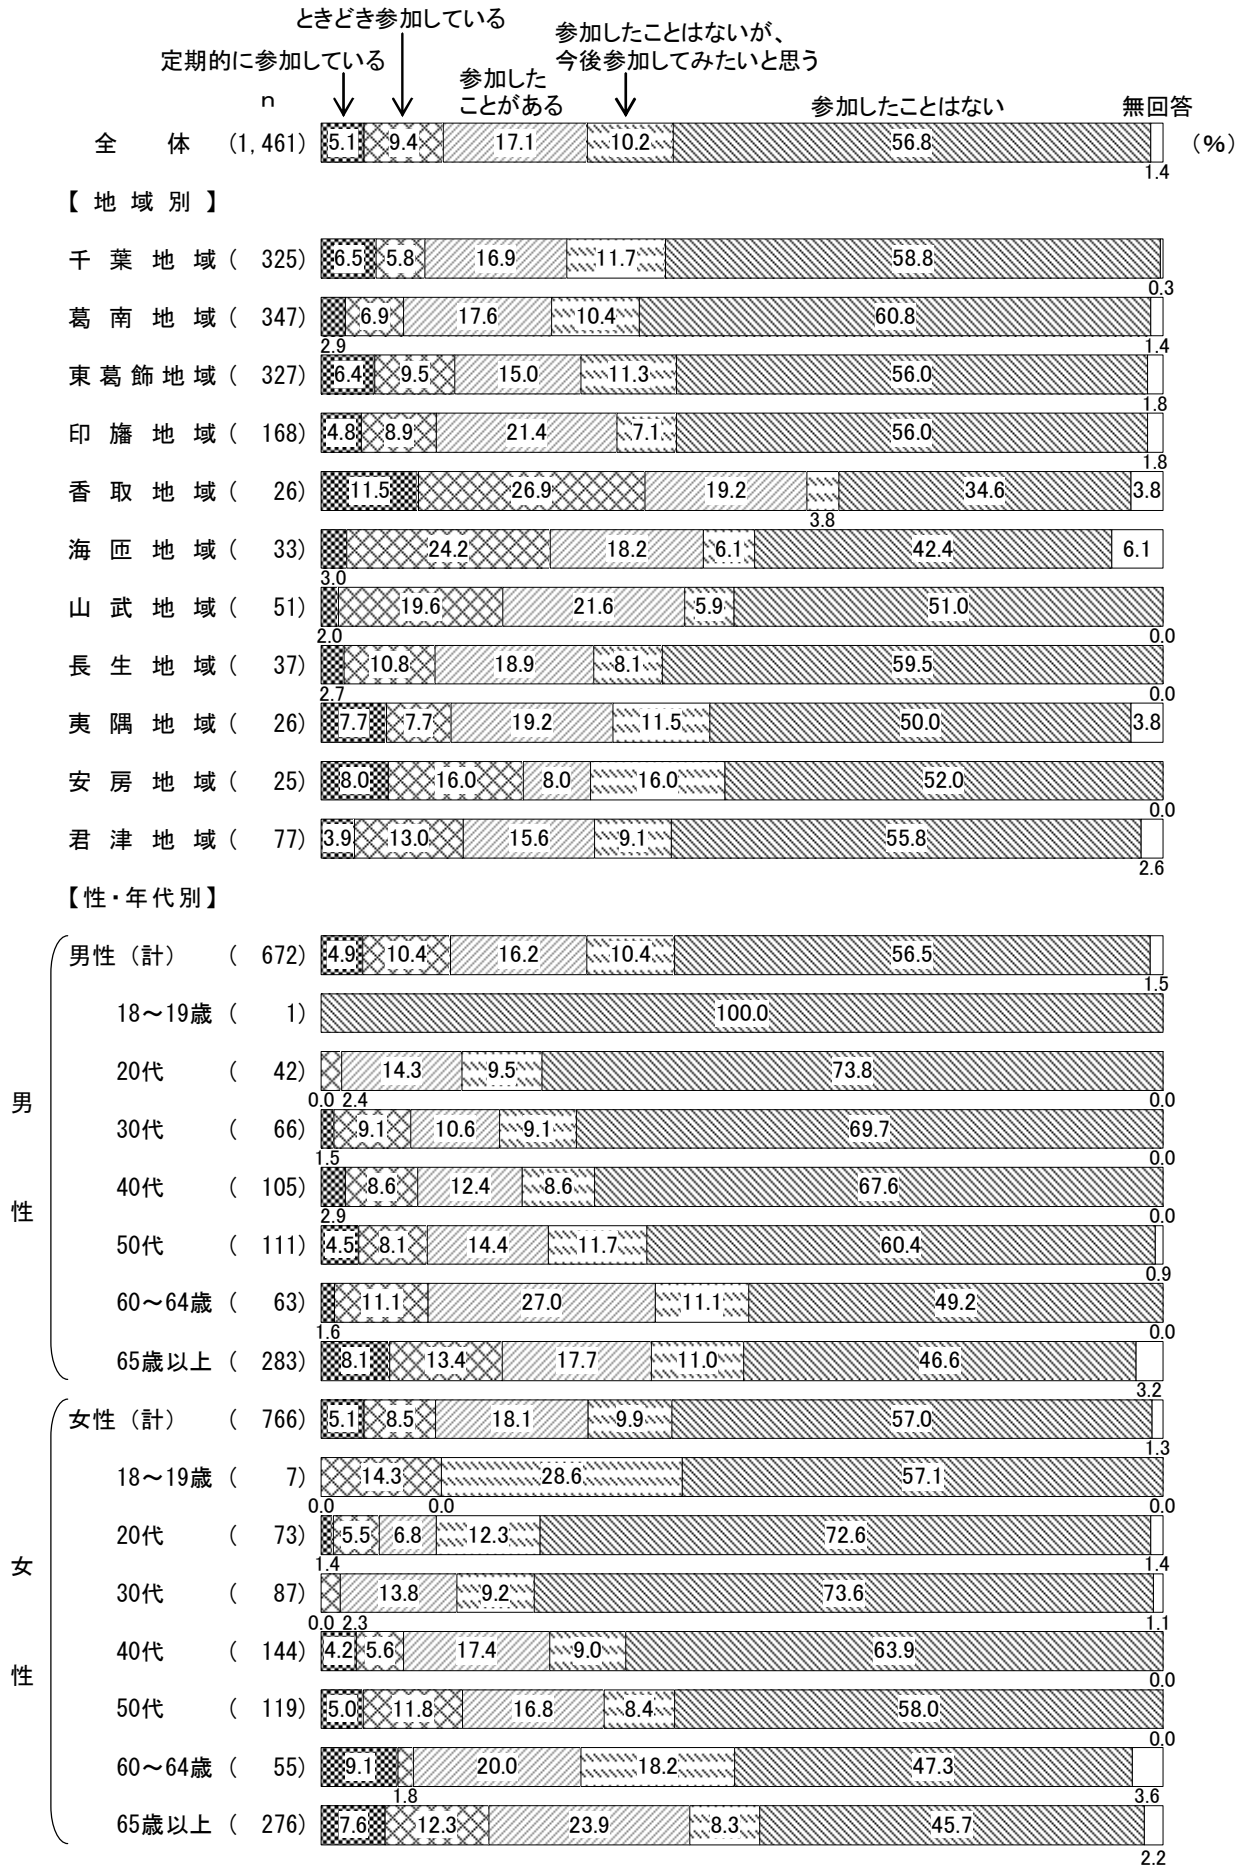 ときどき参加している
参加したことはないが、
定期的に参加している
今後参加してみたいと思う
参加した
n
ことがある
参加したことはない
無回答
全 体 (1,461) 5.1 9.4 17.1 10.2 56.8 (%)
1.4
【 地 域 別 】
千 葉 地 域 ( 325) 6.5 5.8 16.9 11.7 58.8
0.3
葛 南 地 域 ( 347) 6.9 17.6 10.4 60.8
2.9 1.4
東 葛 飾 地 域 ( 327) 6.4 9.5 15.0 11.3 56.0
1.8
印 旛 地 域 ( 168) 4.8 8.9 21.4 7.1 56.0
1.8
香 取 地 域 ( 26) 11.5 26.9 19.2 34.6 3.8
3.8
海 匝 地 域 ( 33) 24.2 18.2 6.1 42.4 6.1
3.0
山 武 地 域 ( 51) 19.6 21.6 5.9 51.0
2.0 0.0
長 生 地 域 ( 37) 10.8 18.9 8.1 59.5
2.7 0.0
夷 隅 地 域 ( 26) 7.7 7.7 19.2 11.5 50.0 3.8
安 房 地 域 ( 25) 8.0 16.0 8.0 16.0 52.0
0.0
君 津 地 域 ( 77) 3.9 13.0 15.6 9.1 55.8
2.6
【性・年代別】
男性
男性（計） ( 672) 4.9 10.4 16.2 10.4 56.5
1.5
18～19歳 ( 1) 100.0
20代 ( 42) 14.3 9.5 73.8
0.0 2.4 0.0
30代 ( 66) 9.1 10.6 9.1 69.7
1.5 0.0
40代 ( 105) 8.6 12.4 8.6 67.6
2.9 0.0
50代 ( 111) 4.5 8.1 14.4 11.7 60.4
0.9
60～64歳 ( 63) 11.1 27.0 11.1 49.2
1.6 0.0
65歳以上 ( 283) 8.1 13.4 17.7 11.0 46.6
3.2
女性
女性（計） ( 766) 5.1 8.5 18.1 9.9 57.0
1.3
18～19歳 ( 7) 14.3 28.6 57.1
0.0 0.0 0.0
20代 ( 73) 5.5 6.8 12.3 72.6
1.4 1.4
30代 ( 87) 13.8 9.2 73.6
0.0 2.3 1.1
40代 ( 144) 4.2 5.6 17.4 9.0 63.9
0.0
50代 ( 119) 5.0 11.8 16.8 8.4 58.0
0.0
60～64歳 ( 55) 9.1 20.0 18.2 47.3
1.8 3.6
65歳以上 ( 276) 7.6 12.3 23.9 8.3 45.7
2.2